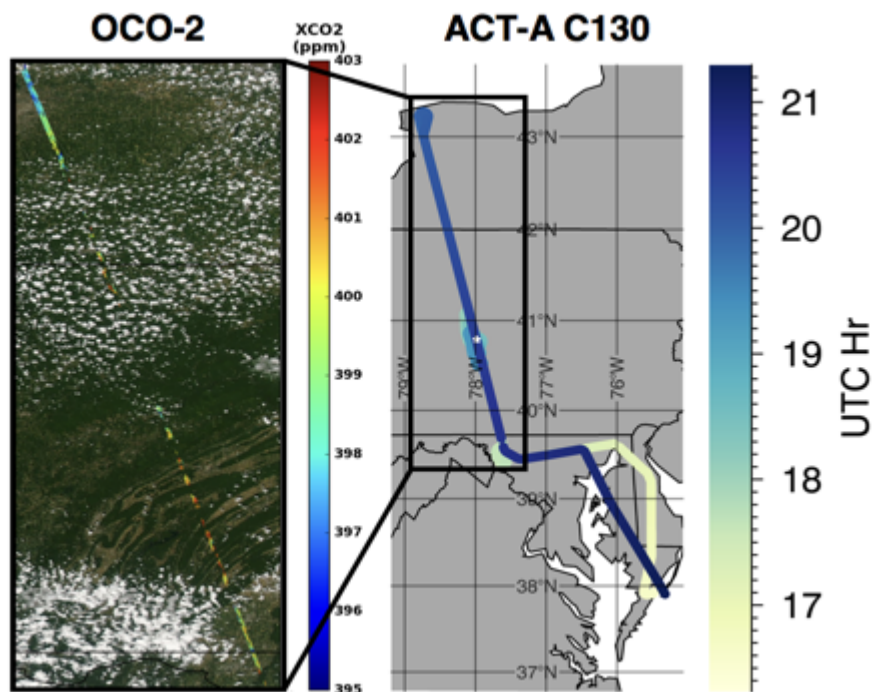 OCO-2
XCO2
(ppm)
ACT-A C130
403
402
401
400
399
398
397
396
395
43°N
42°N
41°N
40°N
39°N
38°N
37°N
79°W
78°W
77°W
76°W
21
20
19
18
17
UTC Hr